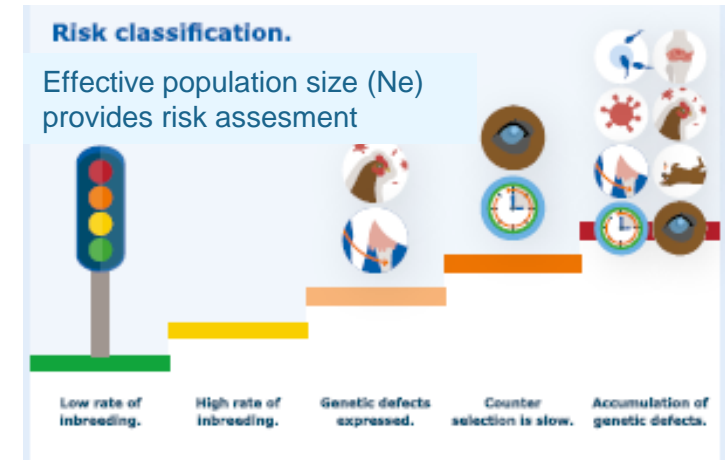 Risk classification.
Effective population size (Ne)
provides risk assesment
Low rate of
inbreeding.
High rate of
inbreeding.
Genetic defects
expressed.
Counter
selection is slow.
Accumulation of
genetic defects.